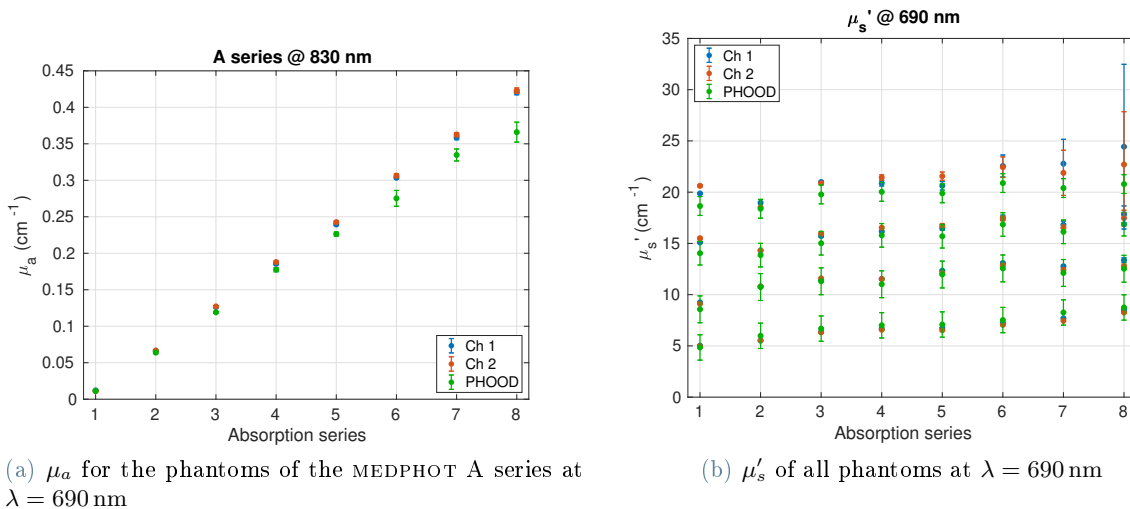 A series @ 830 nm
0.45
0.4
0.35
0.3
0.25
0.2
0.15
0.1
0.05
0
μa (cm⁻¹)
Ch 1
Ch 2
PHOOD
1 2 3 4 5 6 7 8
Absorption series
(a) μa for the phantoms of the MEDPHOT A series at
λ = 690 nm
μs' @ 690 nm
35
30
25
20
15
10
5
0
μs' (cm⁻¹)
Ch 1
Ch 2
PHOOD
1 2 3 4 5 6 7 8
Absorption series
(b) μ′s of all phantoms at λ = 690 nm